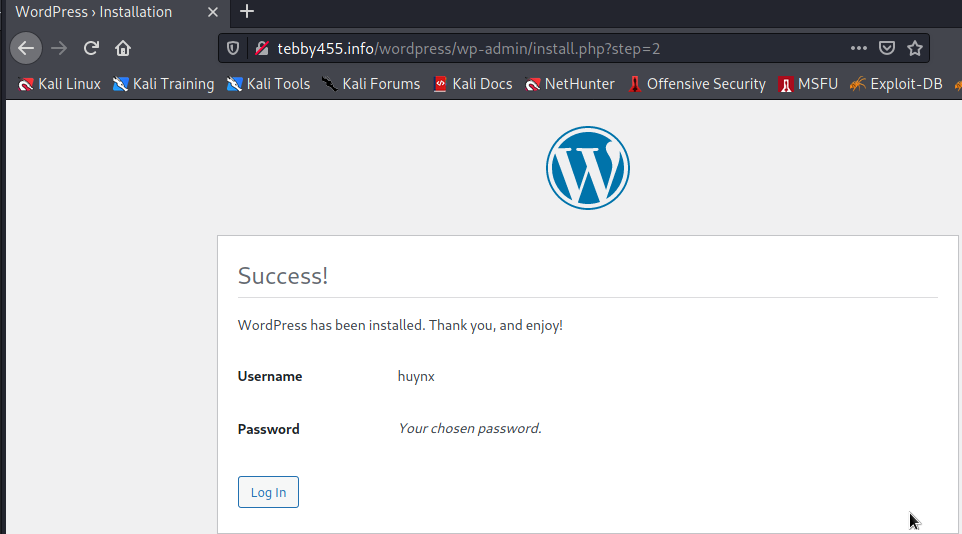 WordPress › Installation
tebby455.info/wordpress/wp-admin/install.php?step=2
Kali Linux Kali Training Kali Tools Kali Forums Kali Docs NetHunter Offensive Security MSFU Exploit-DB
Success!
WordPress has been installed. Thank you, and enjoy!
Username huynx
Password Your chosen password.
Log In